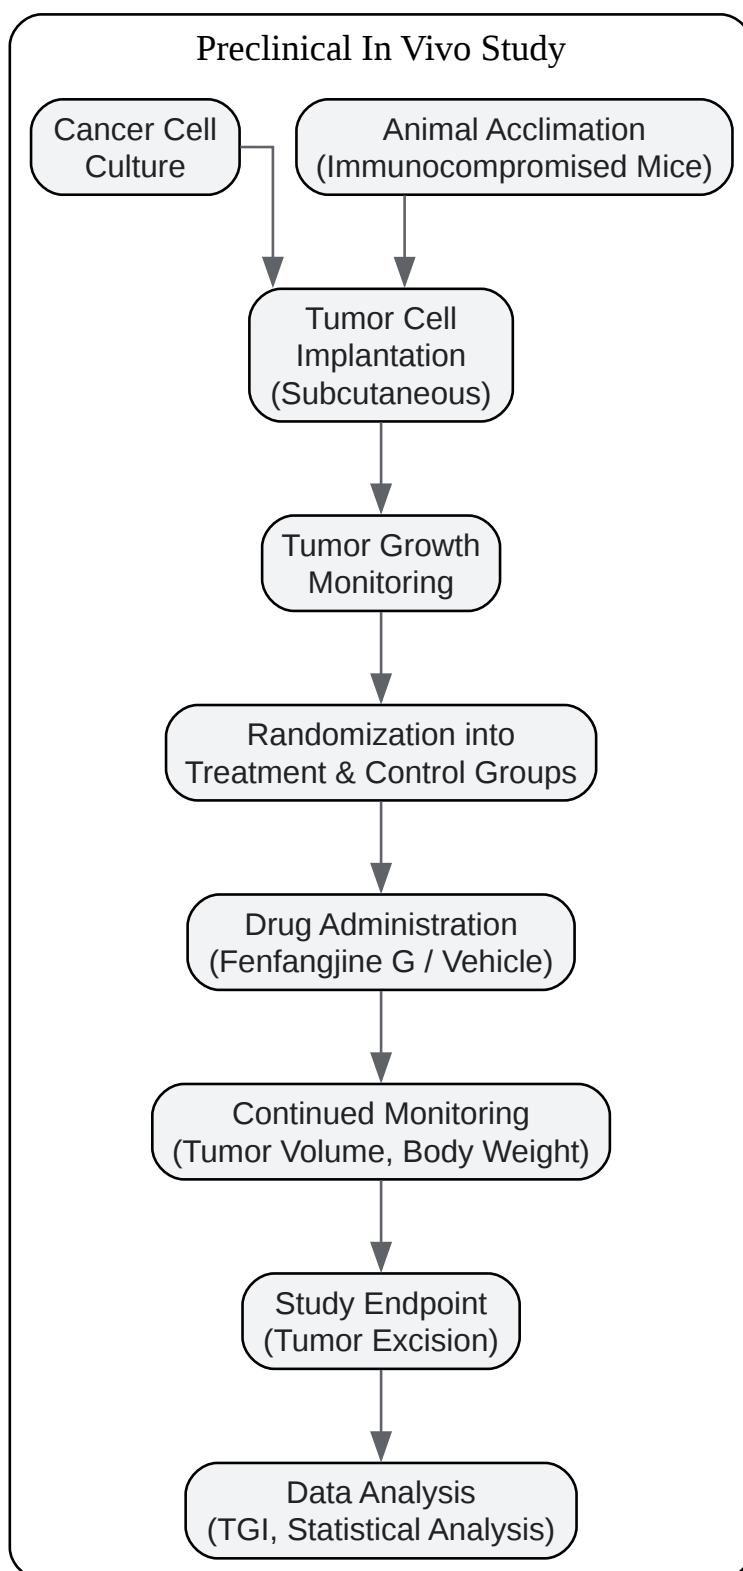 Preclinical In Vivo Study
Cancer Cell
Culture
Animal Acclimation
(Immunocompromised Mice)
Tumor Cell
Implantation
(Subcutaneous)
Tumor Growth
Monitoring
Randomization into
Treatment & Control Groups
Drug Administration
(Fenfangjine G / Vehicle)
Continued Monitoring
(Tumor Volume, Body Weight)
Study Endpoint
(Tumor Excision)
Data Analysis
(TGI, Statistical Analysis)